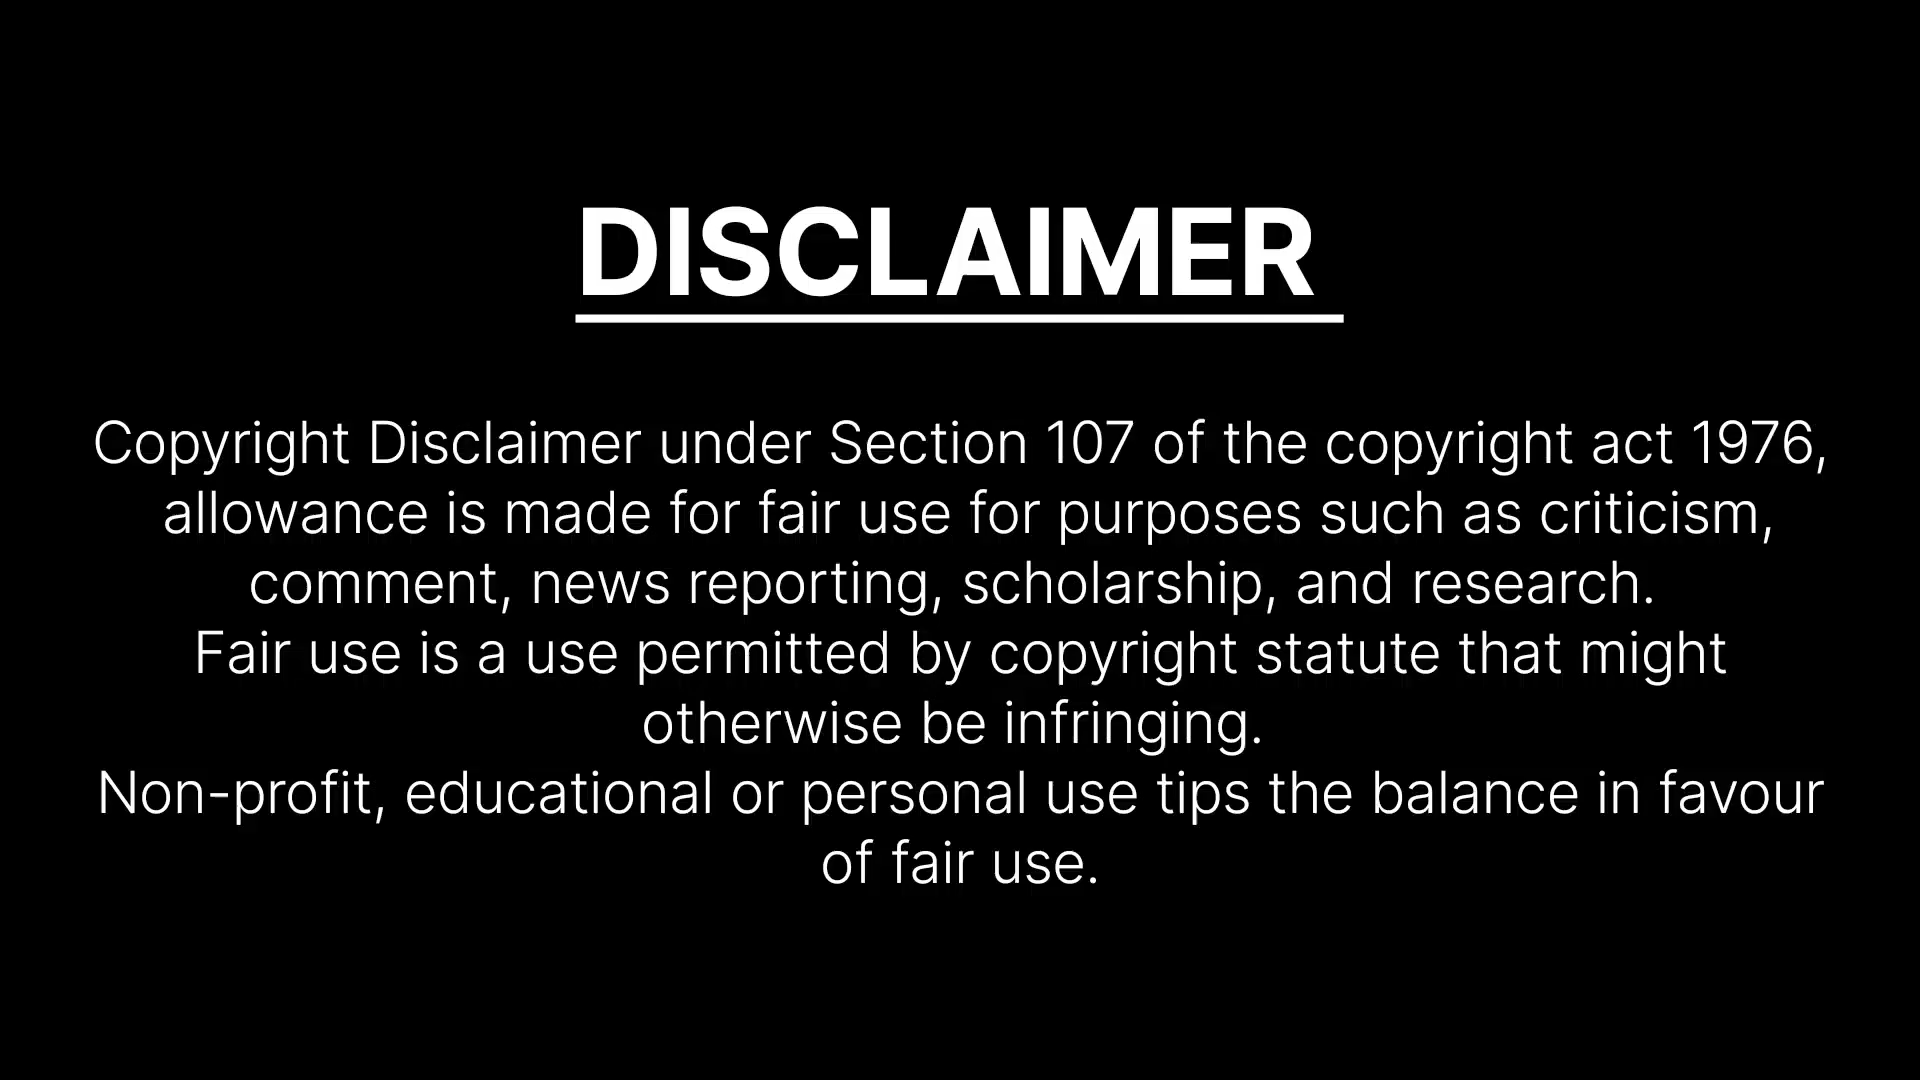 DISCLAIMER
Copyright Disclaimer under Section 107 of the copyright act 1976,
allowance is made for fair use for purposes such as criticism,
comment, news reporting, scholarship, and research.
Fair use is a use permitted by copyright statute that might
otherwise be infringing.
Non-profit, educational or personal use tips the balance in favour
of fair use.